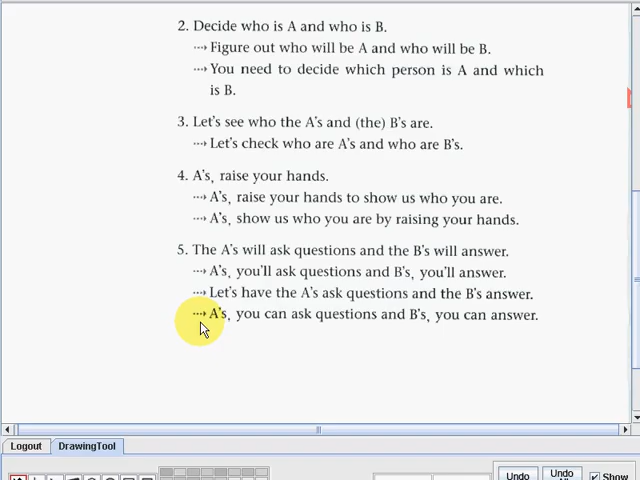 2. Decide who is A and who is B.
····› Figure out who will be A and who will be B.
····› You need to decide which person is A and which
is B.
3. Let's see who the A's and (the) B's are.
····› Let's check who are A's and who are B's.
4. A's, raise your hands.
····› A's, raise your hands to show us who you are.
····› A's, show us who you are by raising your hands.
5. The A's will ask questions and the B's will answer.
····› A's, you'll ask questions and B's, you'll answer.
····› Let's have the A's ask questions and the B's answer.
····› A's, you can ask questions and B's, you can answer.
Logout DrawingTool
Undo Undo Show